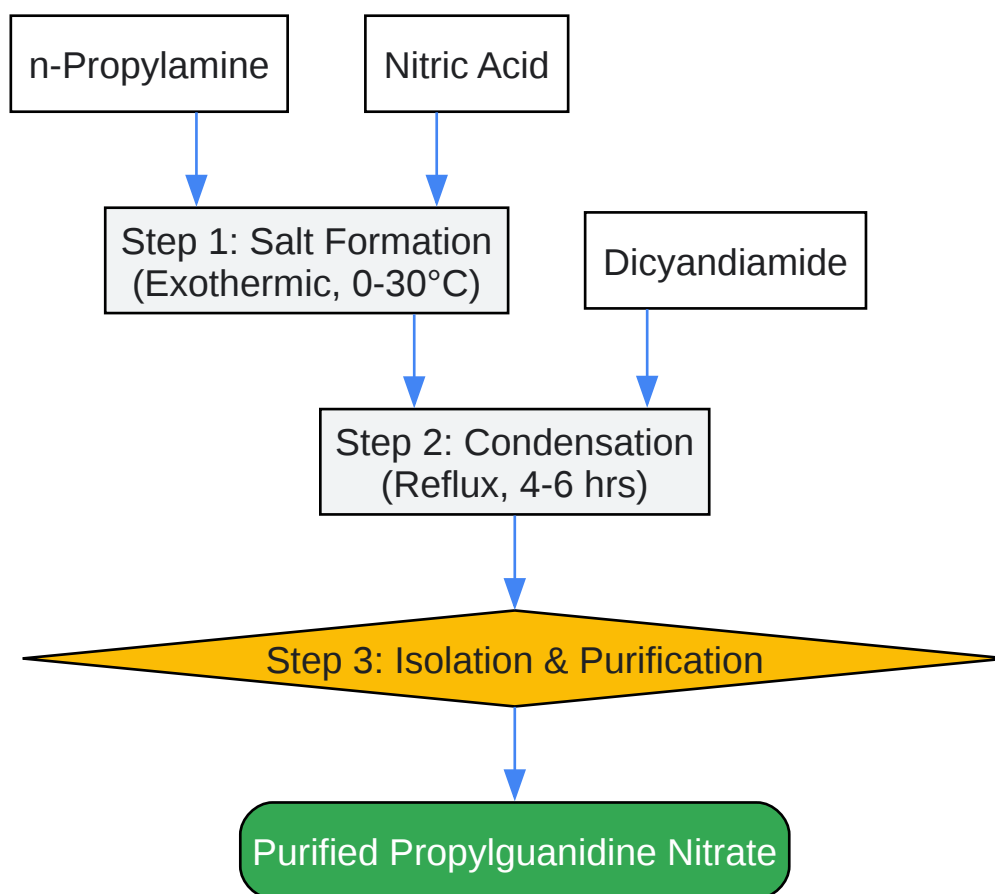 n-Propylamine
Nitric Acid
Step 1: Salt Formation
(Exothermic, 0-30°C)
Dicyandiamide
Step 2: Condensation
(Reflux, 4-6 hrs)
Step 3: Isolation & Purification
Purified Propylguanidine Nitrate